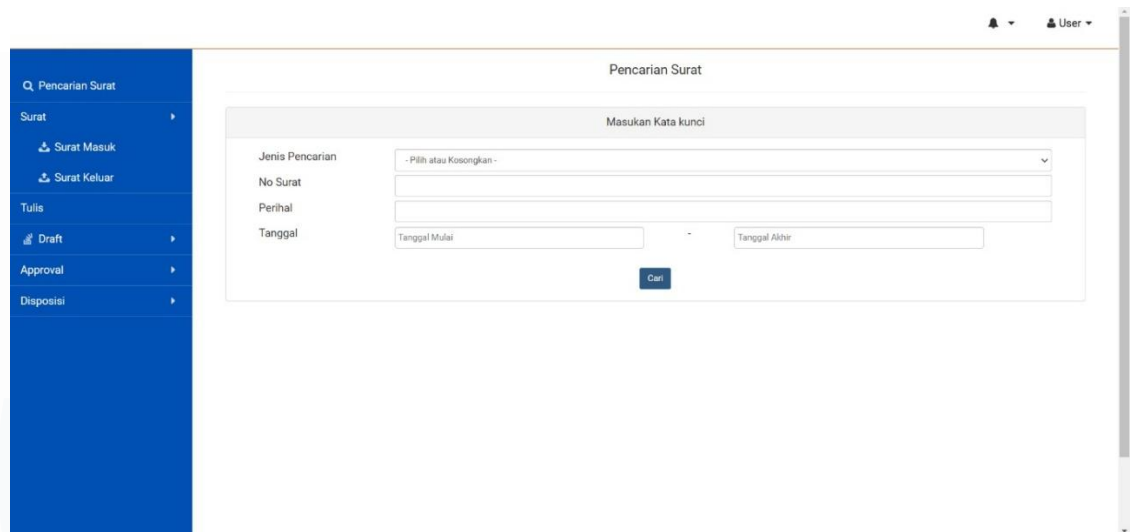 User
Pencarian Surat
Surat
Surat Masuk
Surat Keluar
Tulis
Draft
Approval
Disposisi
Pencarian Surat
Masukan Kata kunci
Jenis Pencarian - Pilih atau Kosongkan -
No Surat
Perihal
Tanggal Tanggal Mulai - Tanggal Akhir
Cari